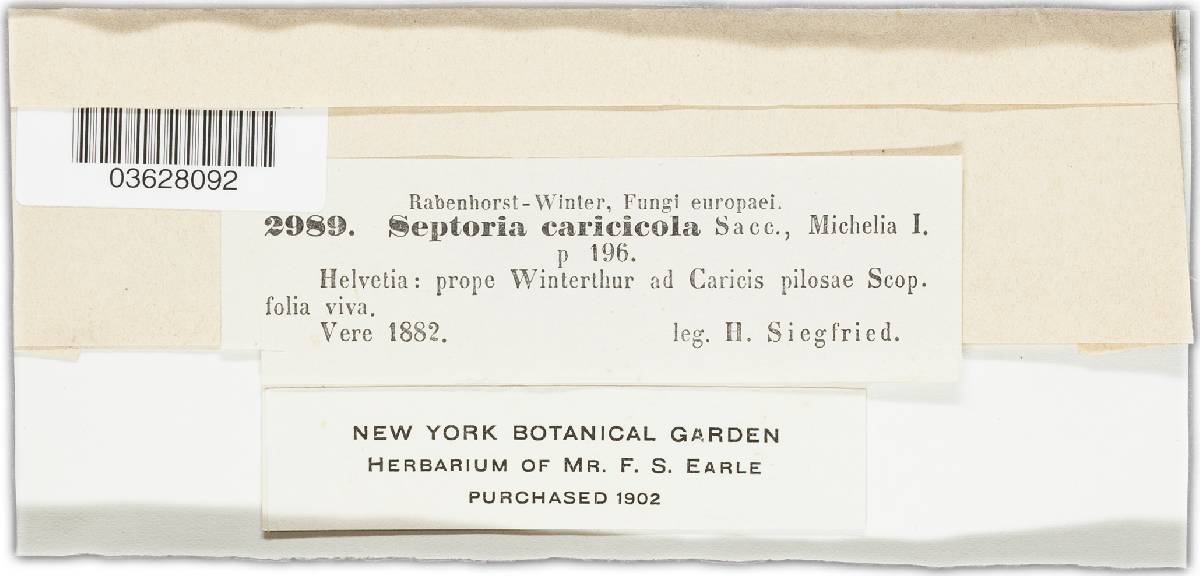 03628092
Rabenhorst-Winter, Fungi europaei.
2989. Septoria caricicola Sacc., Michelia I.
p 196.
Helvetia: prope Winterthur ad Caricis pilosae Scop.
folia viva.
Vere 1882. leg. H. Siegfried.
NEW YORK BOTANICAL GARDEN
HERBARIUM OF MR. F. S. EARLE
PURCHASED 1902